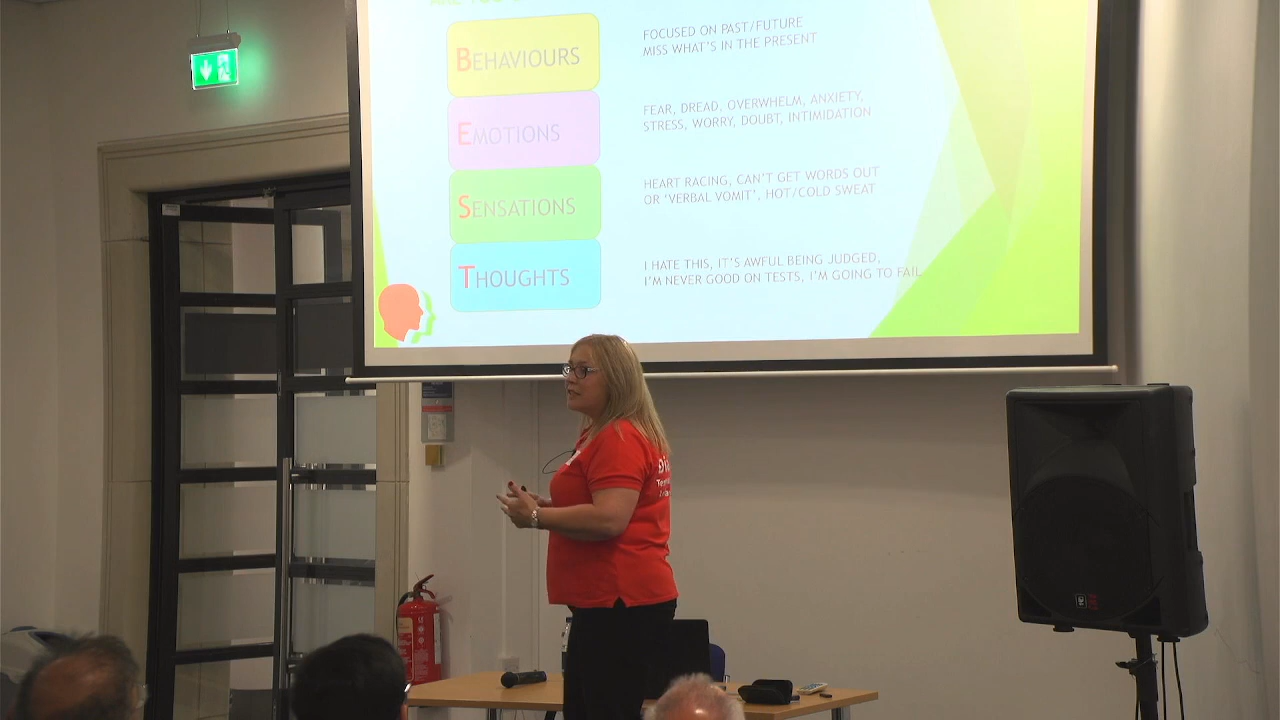 BEHAVIOURS
FOCUSED ON PAST/FUTURE
MISS WHAT'S IN THE PRESENT
EMOTIONS
FEAR, DREAD, OVERWHELM, ANXIETY,
STRESS, WORRY, DOUBT, INTIMIDATION
SENSATIONS
HEART RACING, CAN'T GET WORDS OUT
OR 'VERBAL VOMIT', HOT/COLD SWEAT
THOUGHTS
I HATE THIS, IT'S AWFUL BEING JUDGED,
I'M NEVER GOOD ON TESTS, I'M GOING TO FAIL